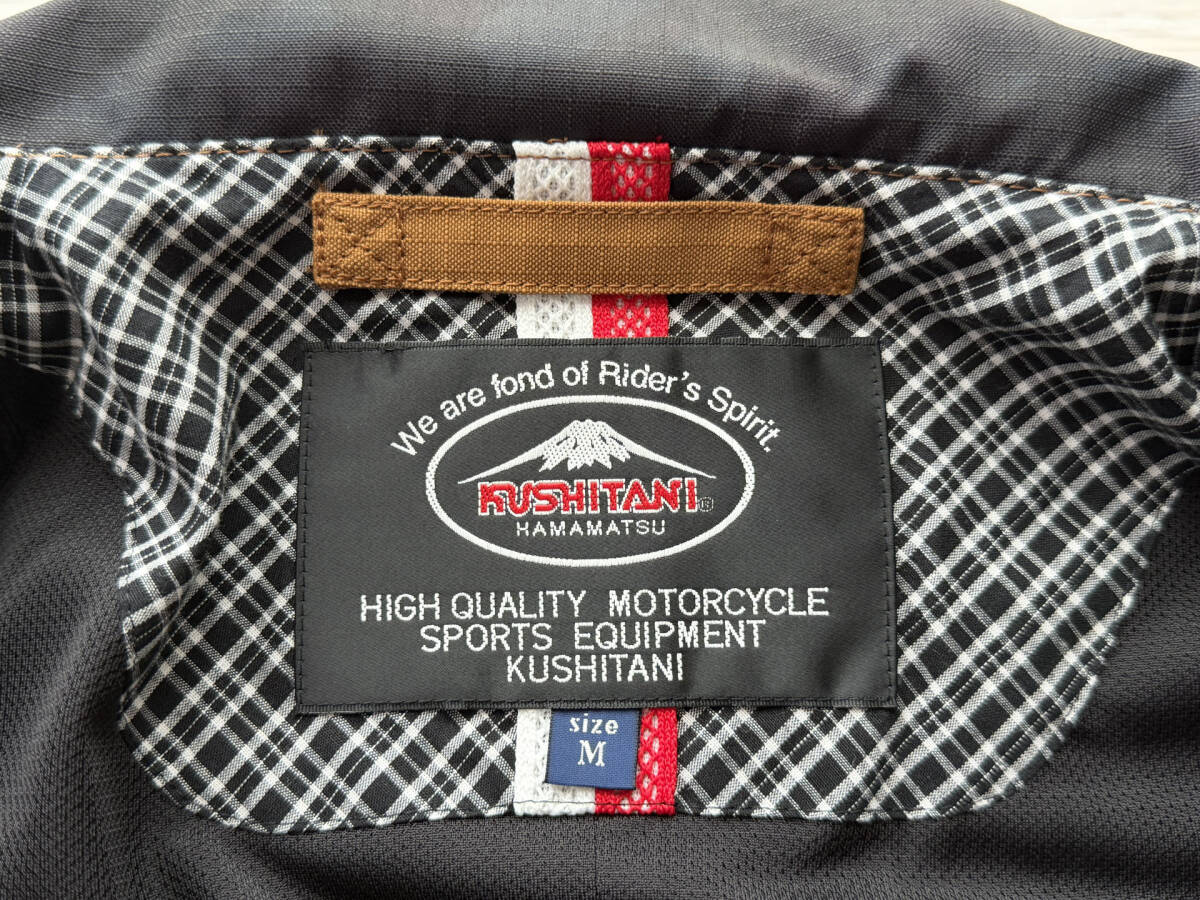 We are fond of Rider's Spirit.
KUSHITANI®
HAMAMATSU
HIGH QUALITY MOTORCYCLE
SPORTS EQUIPMENT
KUSHITANI
size
M